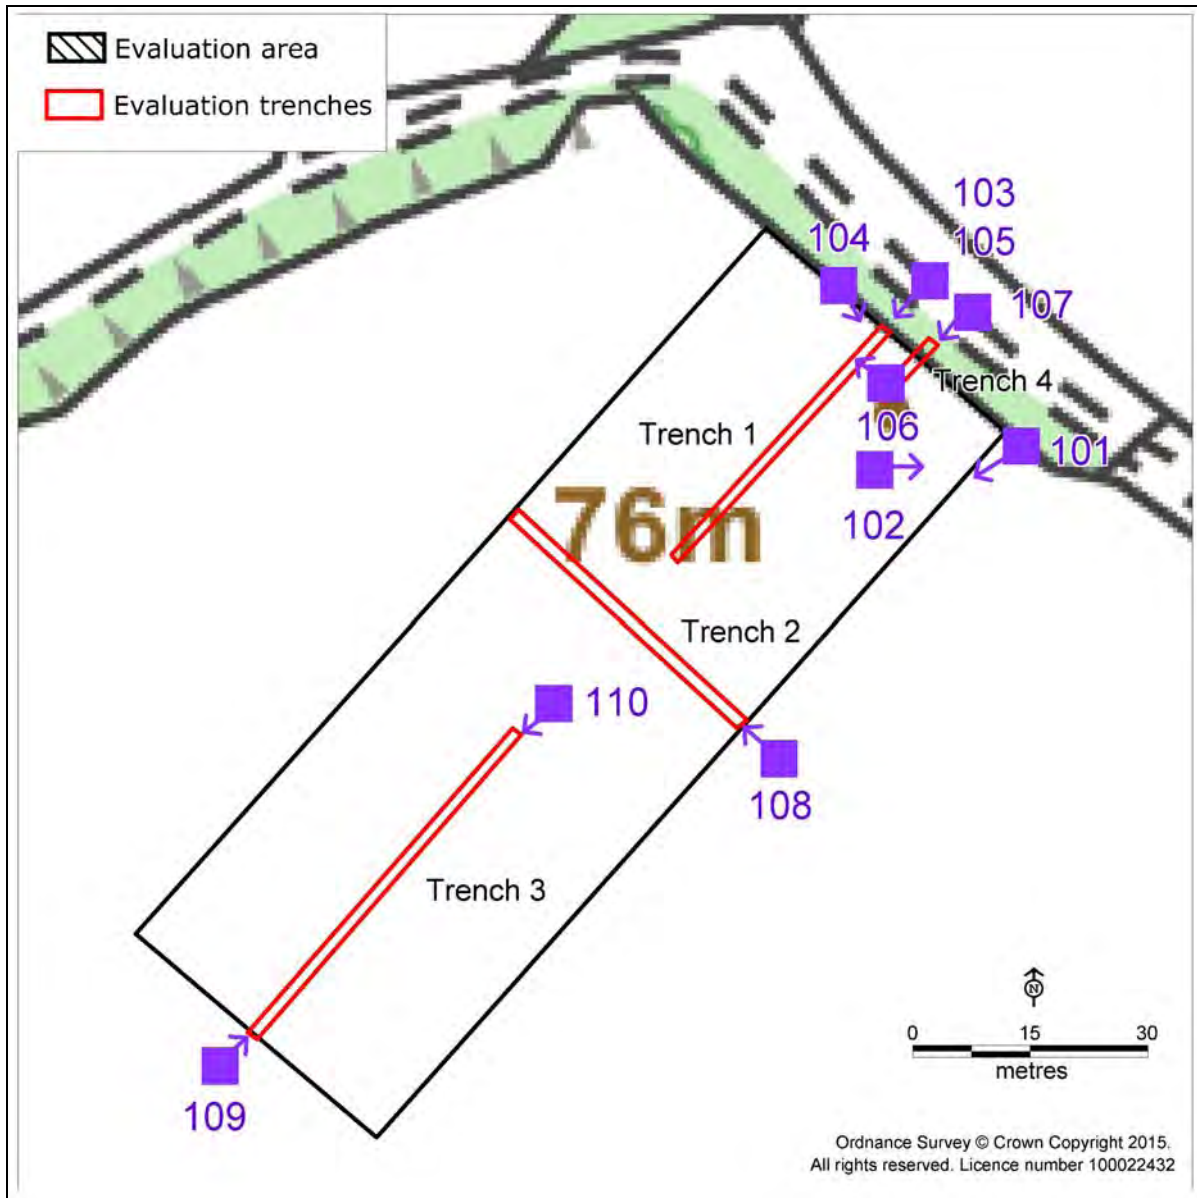 Evaluation area
Evaluation trenches
103
104
105
107
Trench 4
Trench 1
106
101
76m
102
Trench 2
110
108
Trench 3
N
0 15 30
metres
109
Ordnance Survey © Crown Copyright 2015.
All rights reserved. Licence number 100022432